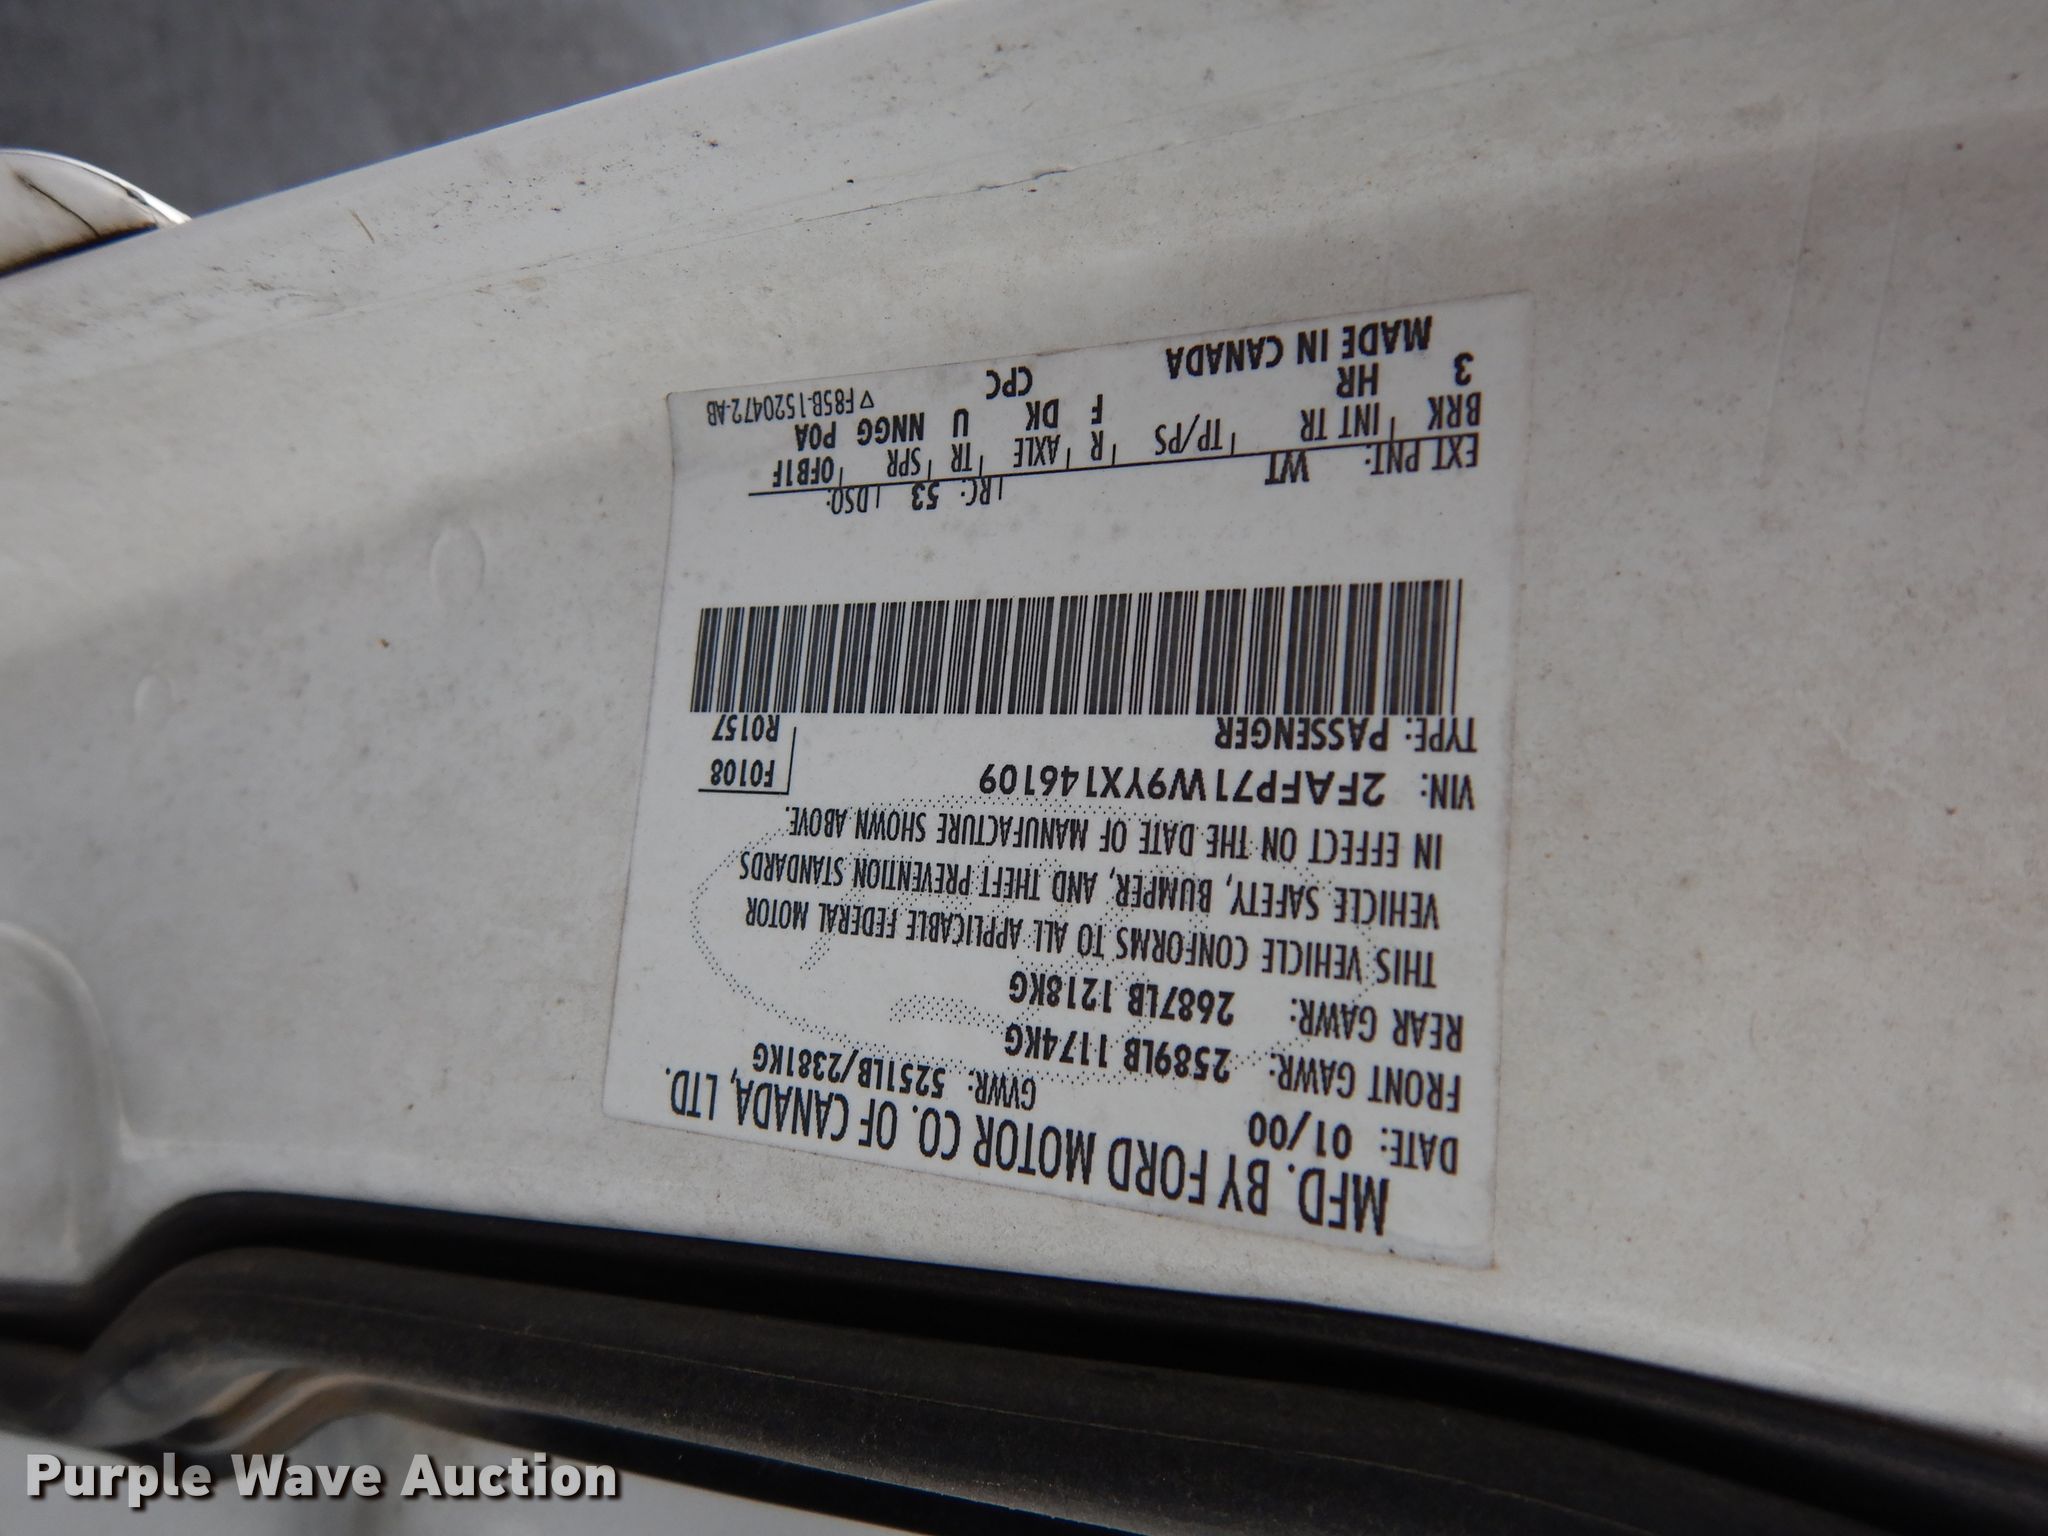 MFD. BY FORD MOTOR CO. OF CANADA, LTD.
DATE: 01/00 GVWR: 5251LB/2381KG
FRONT GAWR: 2589LB 1174KG
REAR GAWR: 2687LB 1218KG
THIS VEHICLE CONFORMS TO ALL APPLICABLE FEDERAL MOTOR
VEHICLE SAFETY, BUMPER, AND THEFT PREVENTION STANDARDS
IN EFFECT ON THE DATE OF MANUFACTURE SHOWN ABOVE.
VIN: 2FAFP71W9YX146109 F0108
TYPE: PASSENGER R0157
EXT PNT: WT RC: 53 DSO:
BRK INT TR TP/PS R AXLE TR SPR 0FB1F
3 HR F DK U NNGG P0A
MADE IN CANADA CPC ▽F85B-1520472-AB
Purple Wave Auction